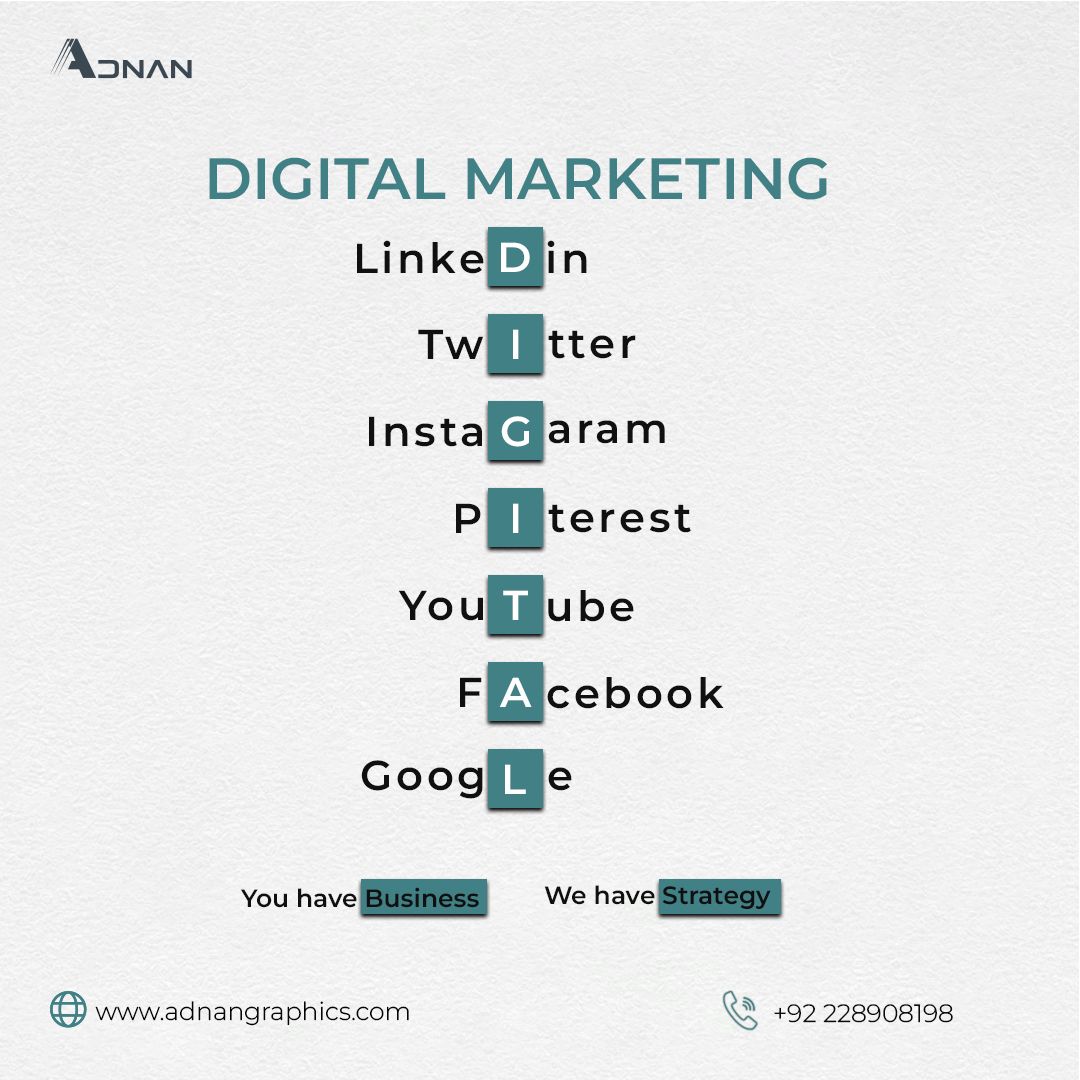 ADNAN
DIGITAL MARKETING
LinkeDin
TwItter
InstaGaram
PIterest
YouTube
FAcebook
GoogLe
You have Business We have Strategy
www.adnangraphics.com +92 228908198